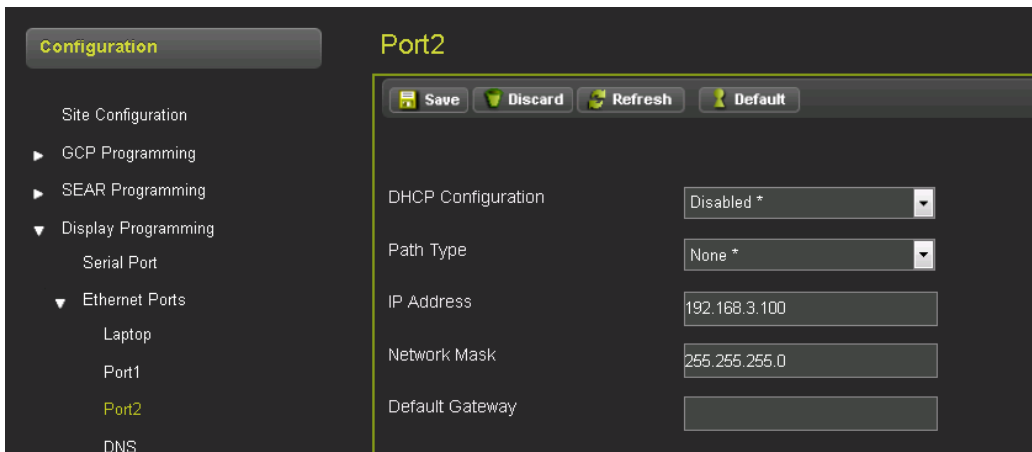 Configuration
Site Configuration
GCP Programming
SEAR Programming
Display Programming
Serial Port
Ethernet Ports
Laptop
Port1
Port2
DNS
Port2
Save Discard Refresh Default
DHCP Configuration Disabled *
Path Type None *
IP Address 192.168.3.100
Network Mask 255.255.255.0
Default Gateway